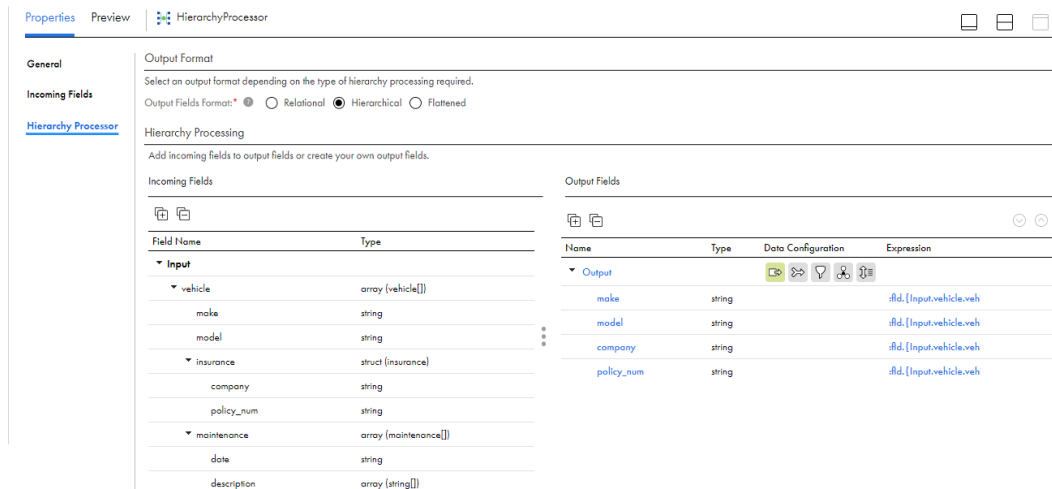 Properties Preview HierarchyProcessor
General
Incoming Fields
Hierarchy Processor
Output Format
Select an output format depending on the type of hierarchy processing required.
Output Fields Format:* ? Relational Hierarchical Flattened
Hierarchy Processing
Add incoming fields to output fields or create your own output fields.
Incoming Fields
Field Name Type
Input
vehicle array (vehicle[])
make string
model string
insurance struct (insurance)
company string
policy_num string
maintenance array (maintenance[])
date string
description array (string[])
Output Fields
Name Type Data Configuration Expression
Output
make string :fld.{Input.vehicle.veh
model string :fld.{Input.vehicle.veh
company string :fld.{Input.vehicle.veh
policy_num string :fld.{Input.vehicle.veh